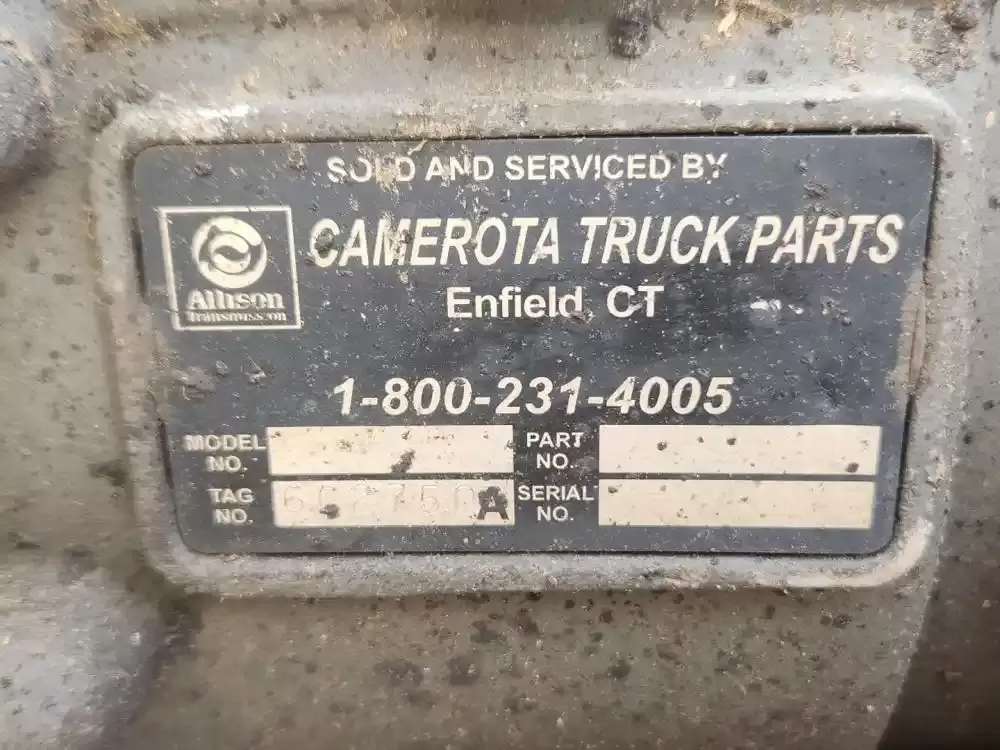 SOLD AND SERVICED BY
CAMEROTA TRUCK PARTS
Allison
Transmission
Enfield, CT
1-800-231-4005
MODEL NO.
PART NO.
TAG NO.
SERIAL NO.